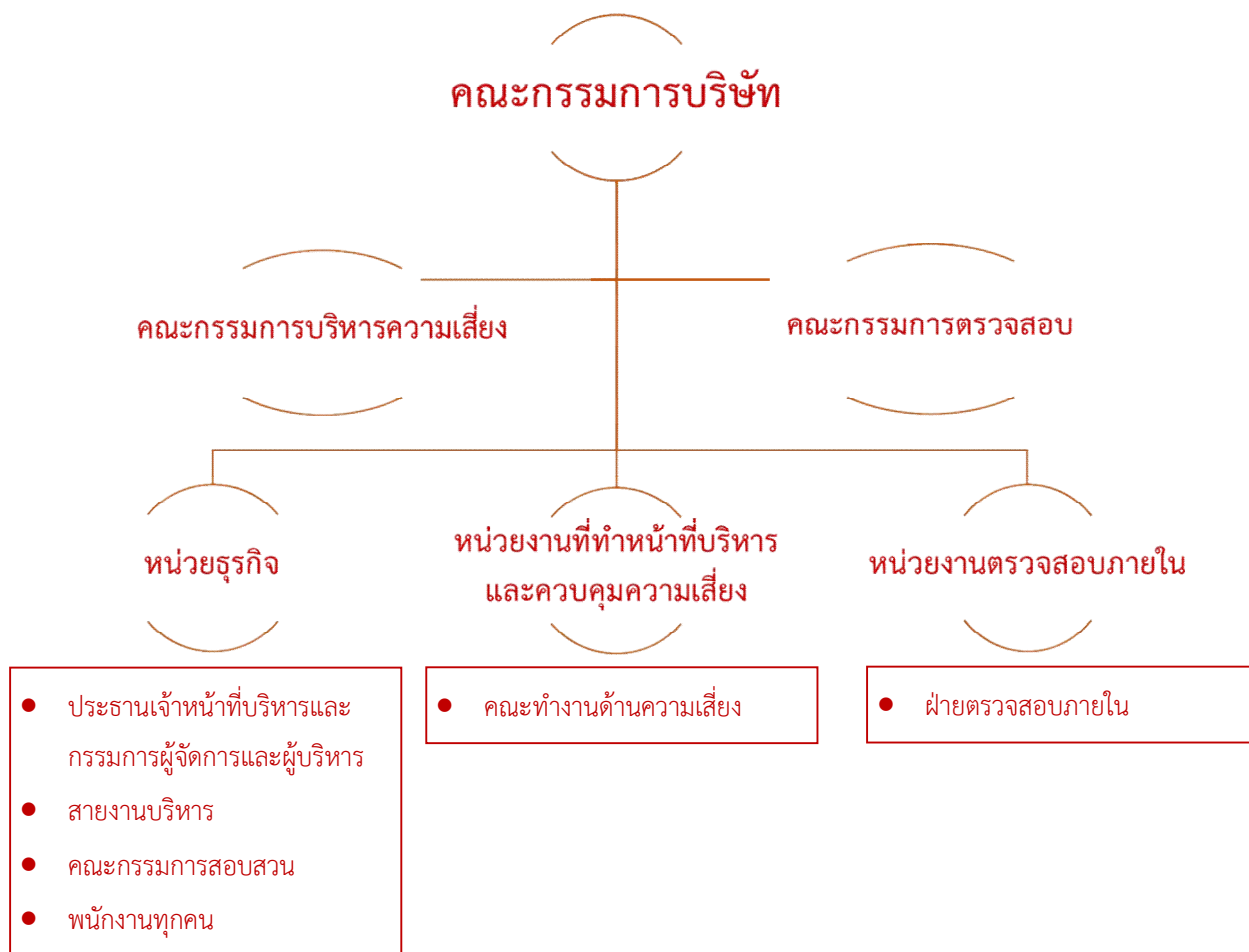 คณะกรรมการบริษัท
คณะกรรมการบริหารความเสี่ยง
คณะกรรมการตรวจสอบ
หน่วยธุรกิจ
หน่วยงานที่ทำหน้าที่บริหาร
และควบคุมความเสี่ยง
หน่วยงานตรวจสอบภายใน
● ประธานเจ้าหน้าที่บริหารและ
กรรมการผู้จัดการและผู้บริหาร
● สายงานบริหาร
● คณะกรรมการสอบสวน
● พนักงานทุกคน
● คณะทำงานด้านความเสี่ยง
● ฝ่ายตรวจสอบภายใน